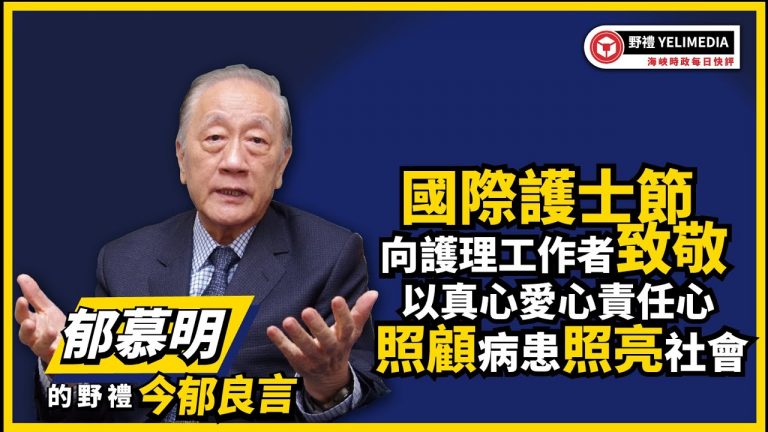 野禮 YELIMEDIA
海峽時政每日快評
國際護士節
向護理工作者致敬
以真心愛心責任心
照顧病患照亮社會
郁慕明
的野禮今郁良言